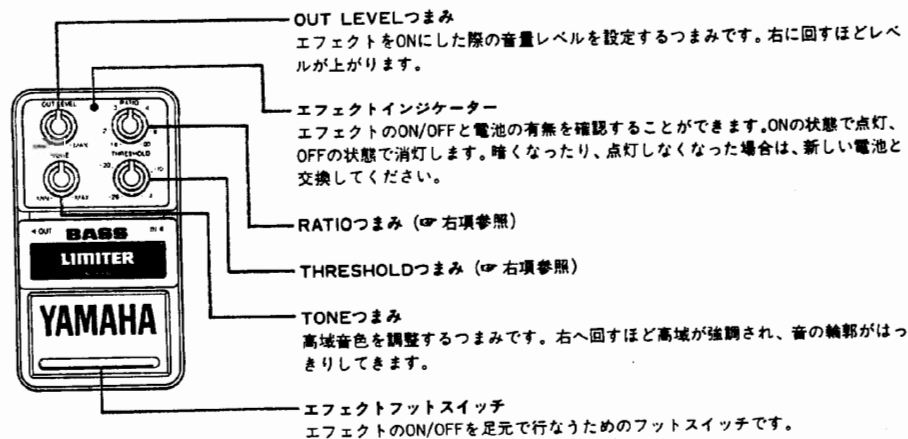 OUT LEVELつまみ
エフェクトをONにした際の音量レベルを設定するつまみです。右に回すほどレベ
ルが上がります。
エフェクトインジケーター
エフェクトのON/OFFと電池の有無を確認することができます。ONの状態で点灯、
OFFの状態で消灯します。暗くなったり、点灯しなくなった場合は、新しい電池と
交換してください。
RATIOつまみ (☞ 右項参照)
THRESHOLDつまみ (☞ 右項参照)
TONEつまみ
高域音色を調整するつまみです。右へ回すほど高域が強調され、音の輪郭がはっ
きりしてきます。
エフェクトフットスイッチ
エフェクトのON/OFFを足元で行なうためのフットスイッチです。
OUT LEVEL
RATIO
TONE
THRESHOLD
-20
-10
OUT
BASS
IN
LIMITER
YAMAHA